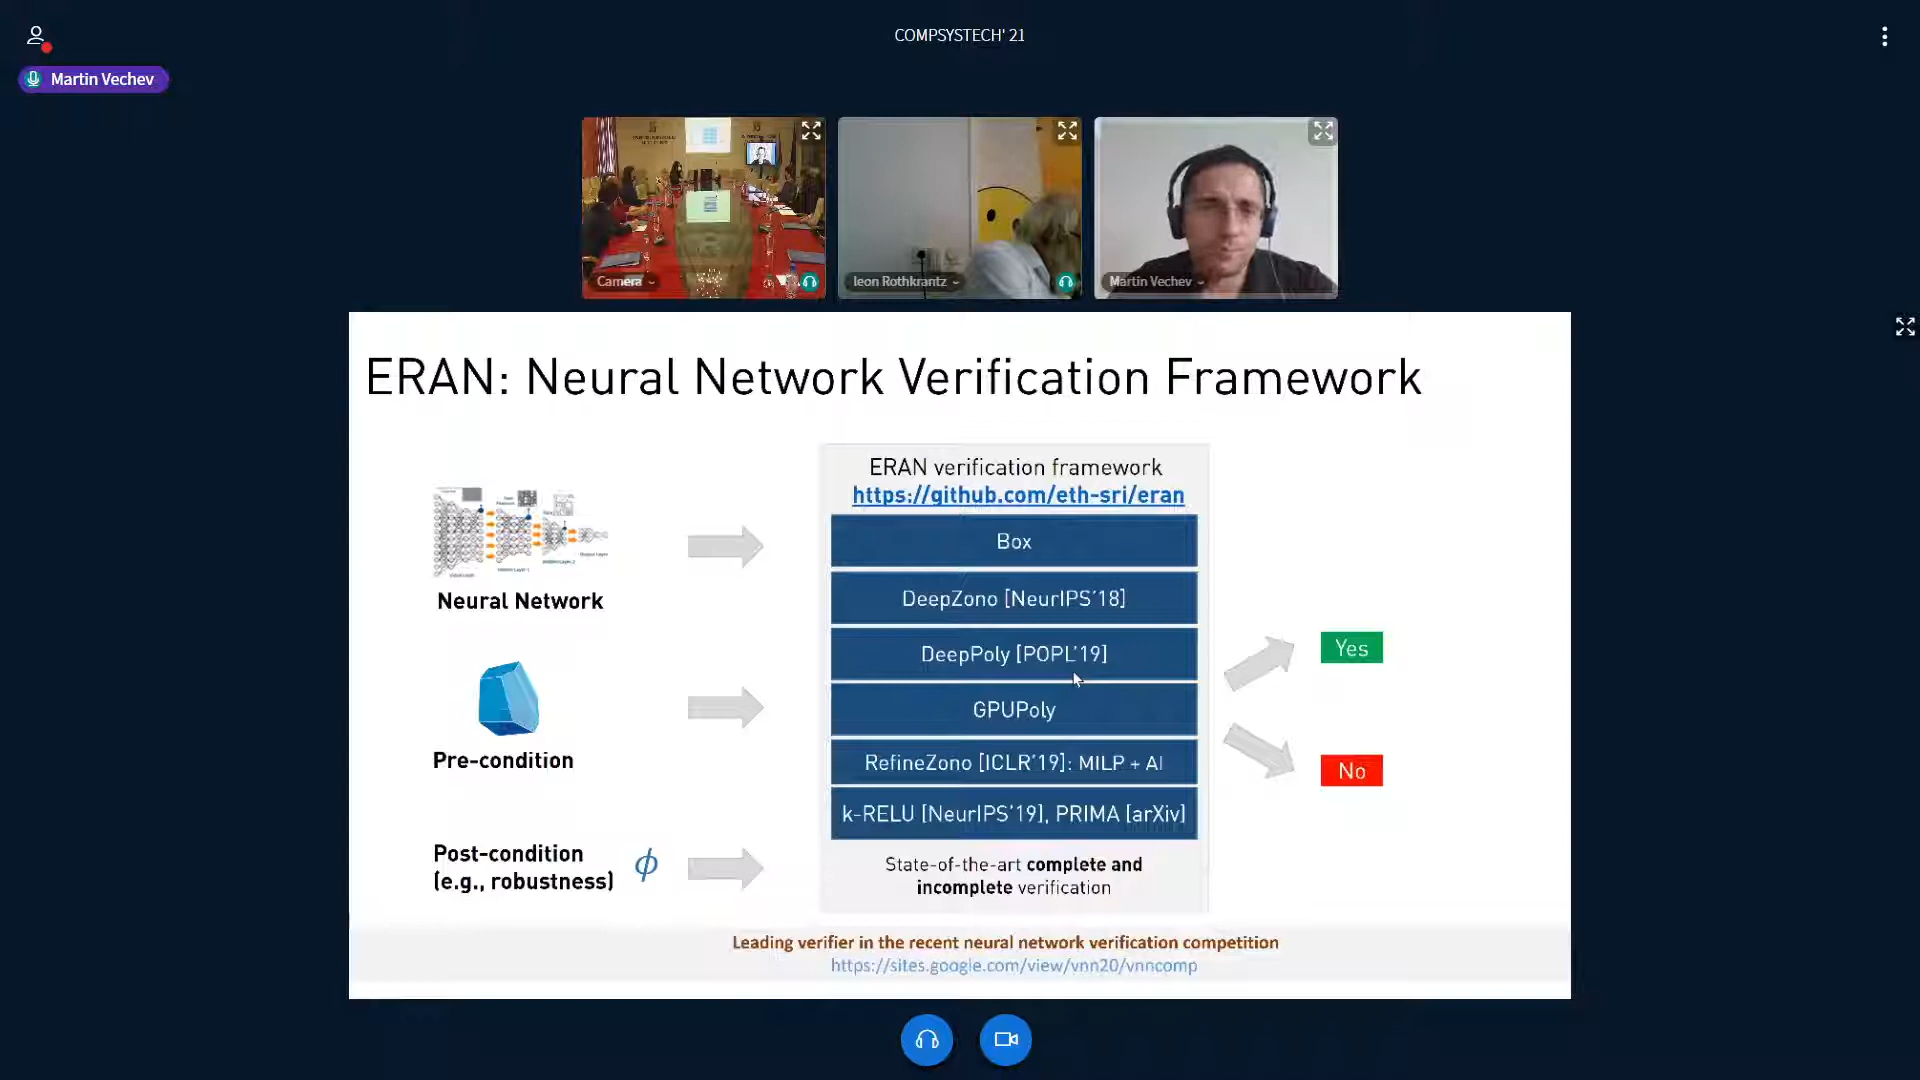 COMPSYSTECH' 21
Martin Vechev
Camera
leon Rothkrantz
Martin Vechev
ERAN: Neural Network Verification Framework
ERAN verification framework
https://github.com/eth-sri/eran
Neural Network
Pre-condition
Post-condition
(e.g., robustness)
ϕ
Box
DeepZono [NeurIPS'18]
DeepPoly [POPL'19]
GPUPoly
RefineZono [ICLR'19]: MILP + AI
k-RELU [NeurIPS'19], PRIMA [arXiv]
State-of-the-art complete and
incomplete verification
Yes
No
Leading verifier in the recent neural network verification competition
https://sites.google.com/view/vnn20/vnncomp